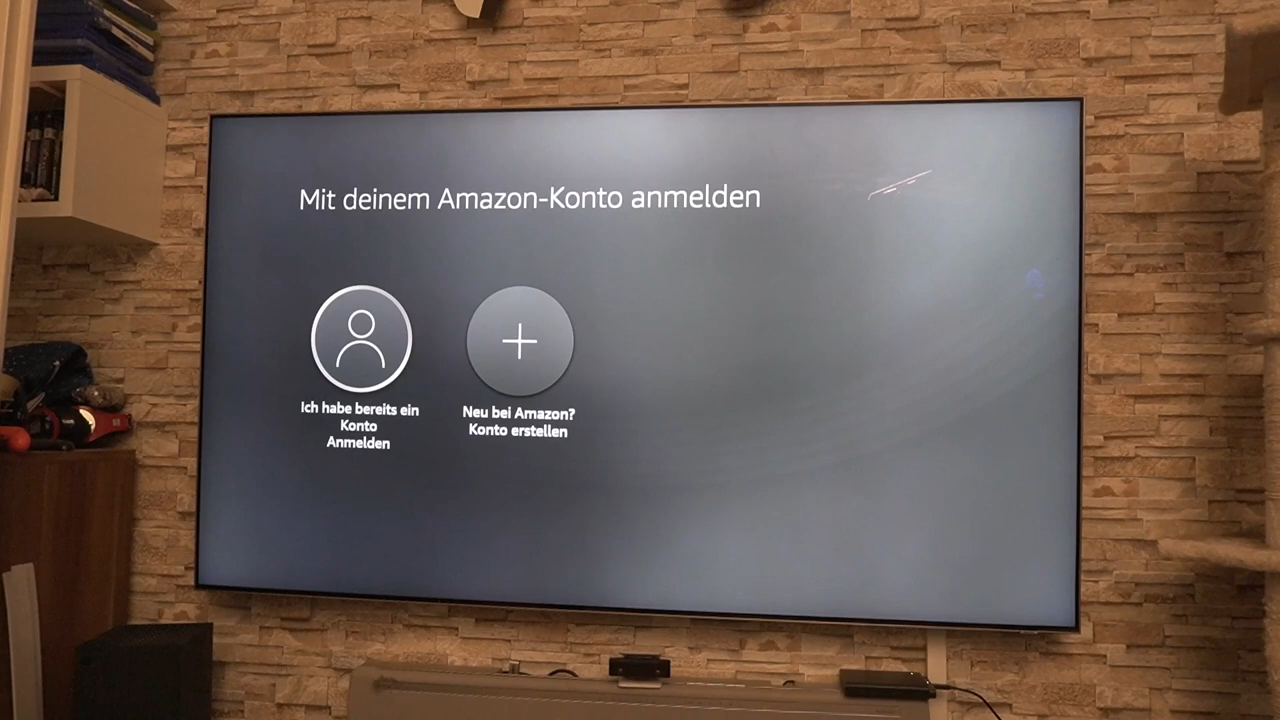 Mit deinem Amazon-Konto anmelden
Ich habe bereits ein
Konto
Anmelden
Neu bei Amazon?
Konto erstellen